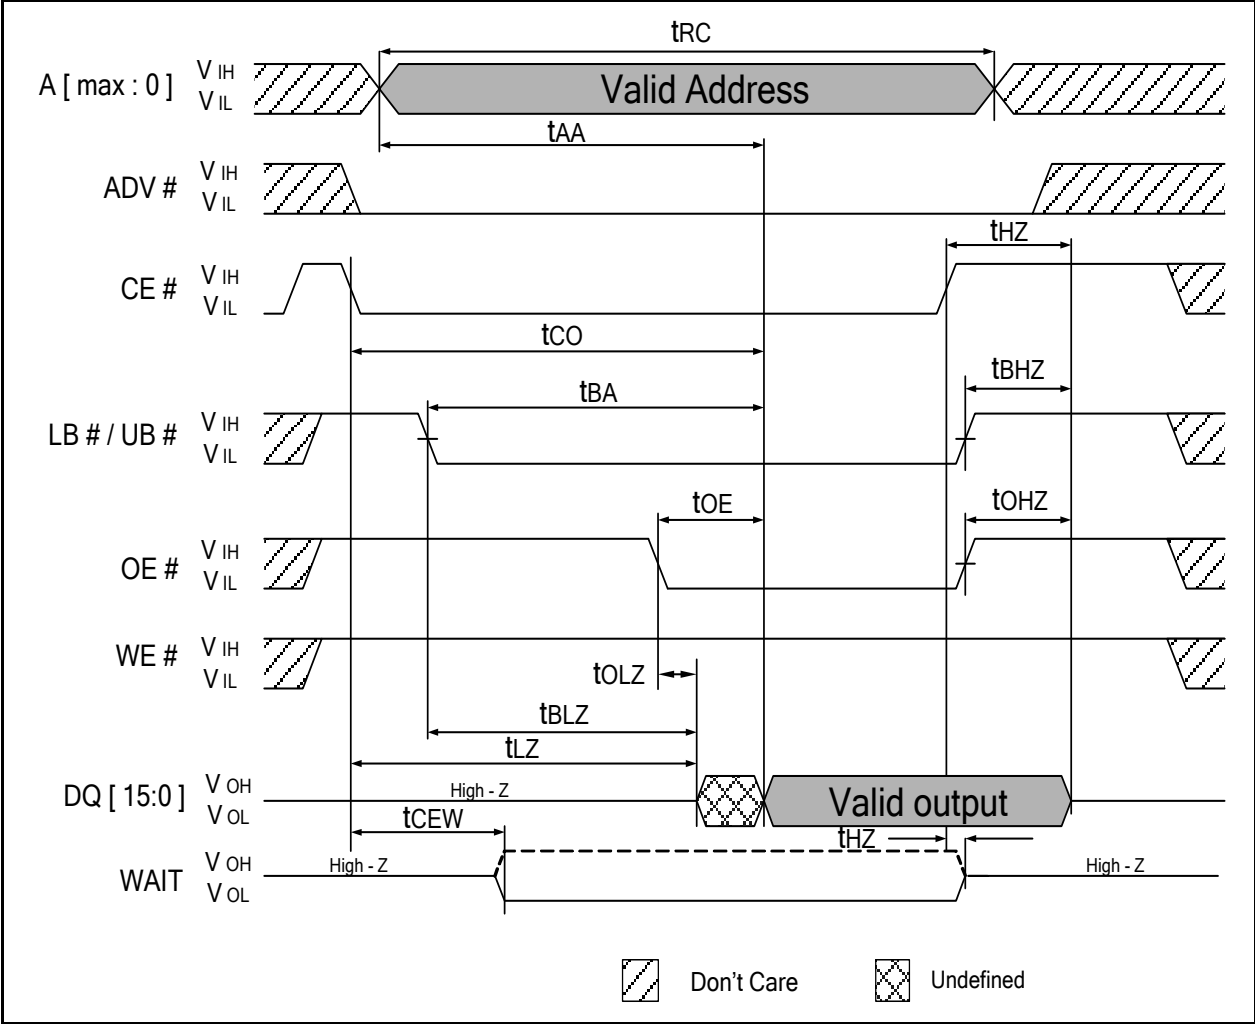 tRC
A [ max : 0 ]
V IH
V IL
Valid Address
tAA
ADV #
V IH
V IL
tHZ
CE #
V IH
V IL
tCO
tBHZ
tBA
LB # / UB #
V IH
V IL
tOE
tOHZ
OE #
V IH
V IL
WE #
V IH
V IL
tOLZ
tBLZ
tLZ
DQ [ 15:0 ]
V OH
V OL
High - Z
Valid output
tCEW
tHZ
WAIT
V OH
V OL
High - Z
High - Z
Don't Care
Undefined